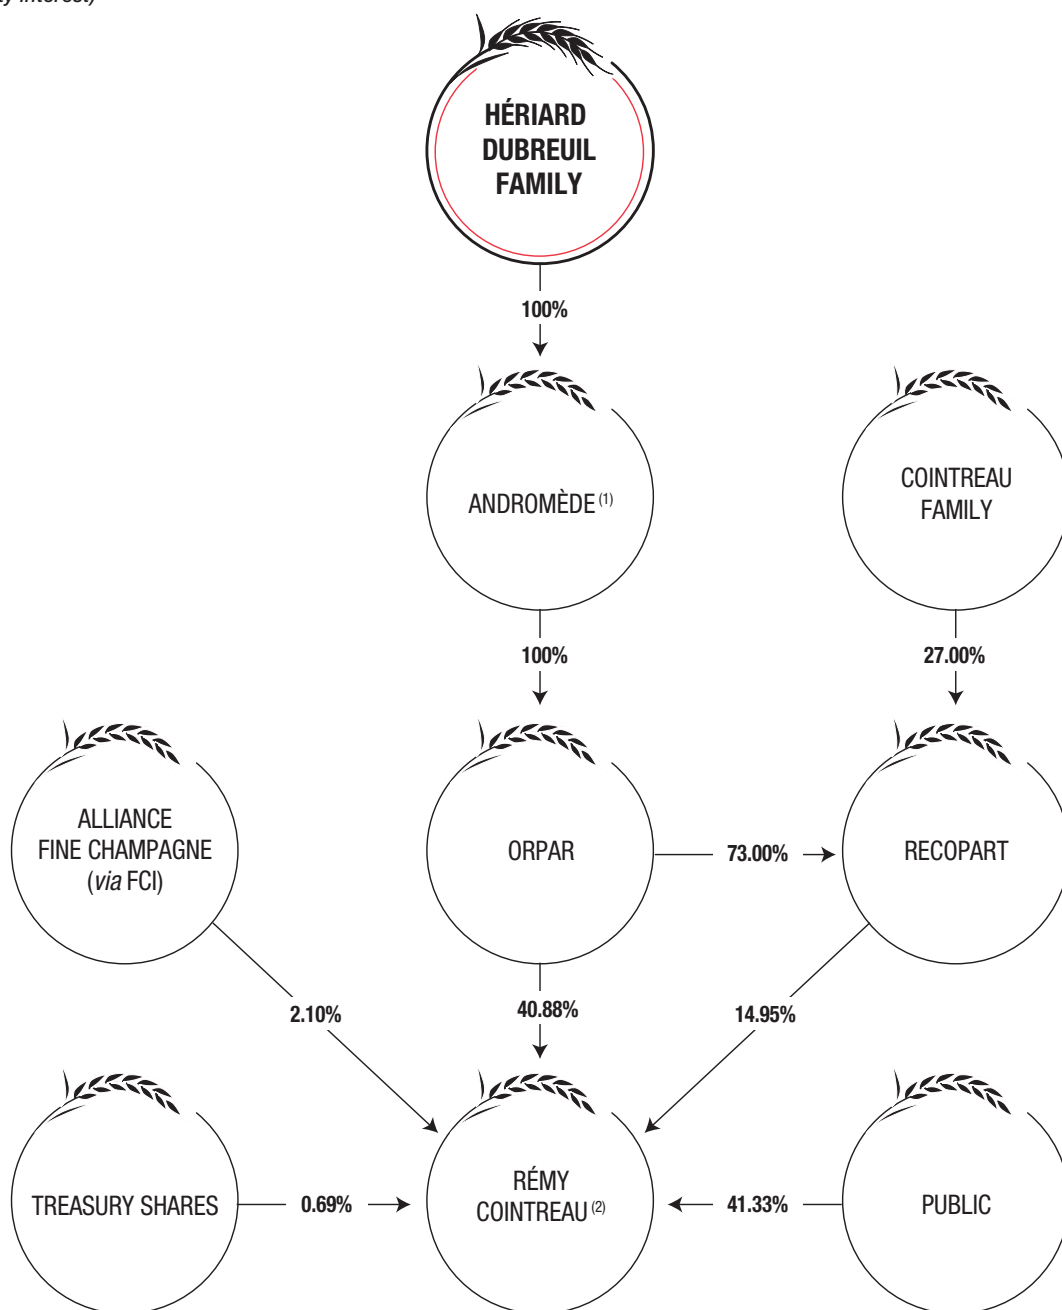 y interest)
HÉRIARD
DUBREUIL
FAMILY
100%
ANDROMÈDE (1)
COINTREAU
FAMILY
100%
27.00%
ALLIANCE
FINE CHAMPAGNE
(via FCI)
ORPAR
73.00%
RECOPART
2.10%
40.88%
14.95%
TREASURY SHARES
0.69%
RÉMY
COINTREAU (2)
41.33%
PUBLIC